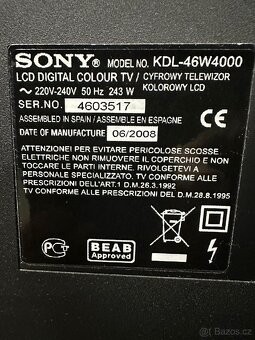 SONY MODEL NO. KDL-46W4000
LCD DIGITAL COLOUR TV / CYFROWY TELEWIZOR
KOLOROWY LCD
~ 220V-240V 50 Hz 243 W
SER.NO. 4603517
ASSEMBLED IN SPAIN / ASSEMBLE EN ESPAGNE
DATE OF MANUFACTURE 06/2008
ATTENZIONE! PER EVITARE PERICOLOSE SCOSSE
ELETTRICHE NON RIMUOVERE IL COPERCHIO E NON
TOCCARE LE PARTI INTERNE. RIVOLGETEVI A
PERSONALE SPECIALIZZATO. TV CONFORME ALLE
PRESCRIZIONI DELL'ART.1 D.M.26.3.1992
TV CONFORME ALLE PRESCRIZIONI DEL D.M.28.8.1995
BEAB
Approved
Bazos.cz